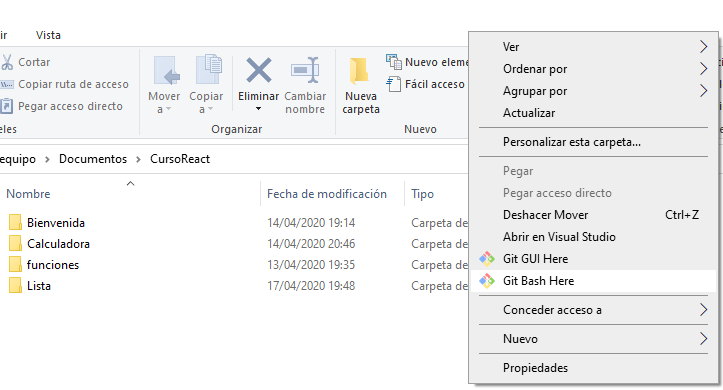 ir
Vista
Cortar
Copiar ruta de acceso
Pegar acceso directo
eles
Mover a
Copiar a
Eliminar
Cambiar nombre
Organizar
Nueva carpeta
Nuevo eleme
Fácil acceso
Nuevo
equipo > Documentos > CursoReact
Nombre
Fecha de modificación
Tipo
Bienvenida 14/04/2020 19:14 Carpeta de
Calculadora 14/04/2020 20:46 Carpeta de
funciones 13/04/2020 19:35 Carpeta de
Lista 17/04/2020 19:48 Carpeta de
Ver
Ordenar por
Agrupar por
Actualizar
Personalizar esta carpeta...
Pegar
Pegar acceso directo
Deshacer Mover Ctrl+Z
Abrir en Visual Studio
Git GUI Here
Git Bash Here
Conceder acceso a
Nuevo
Propiedades